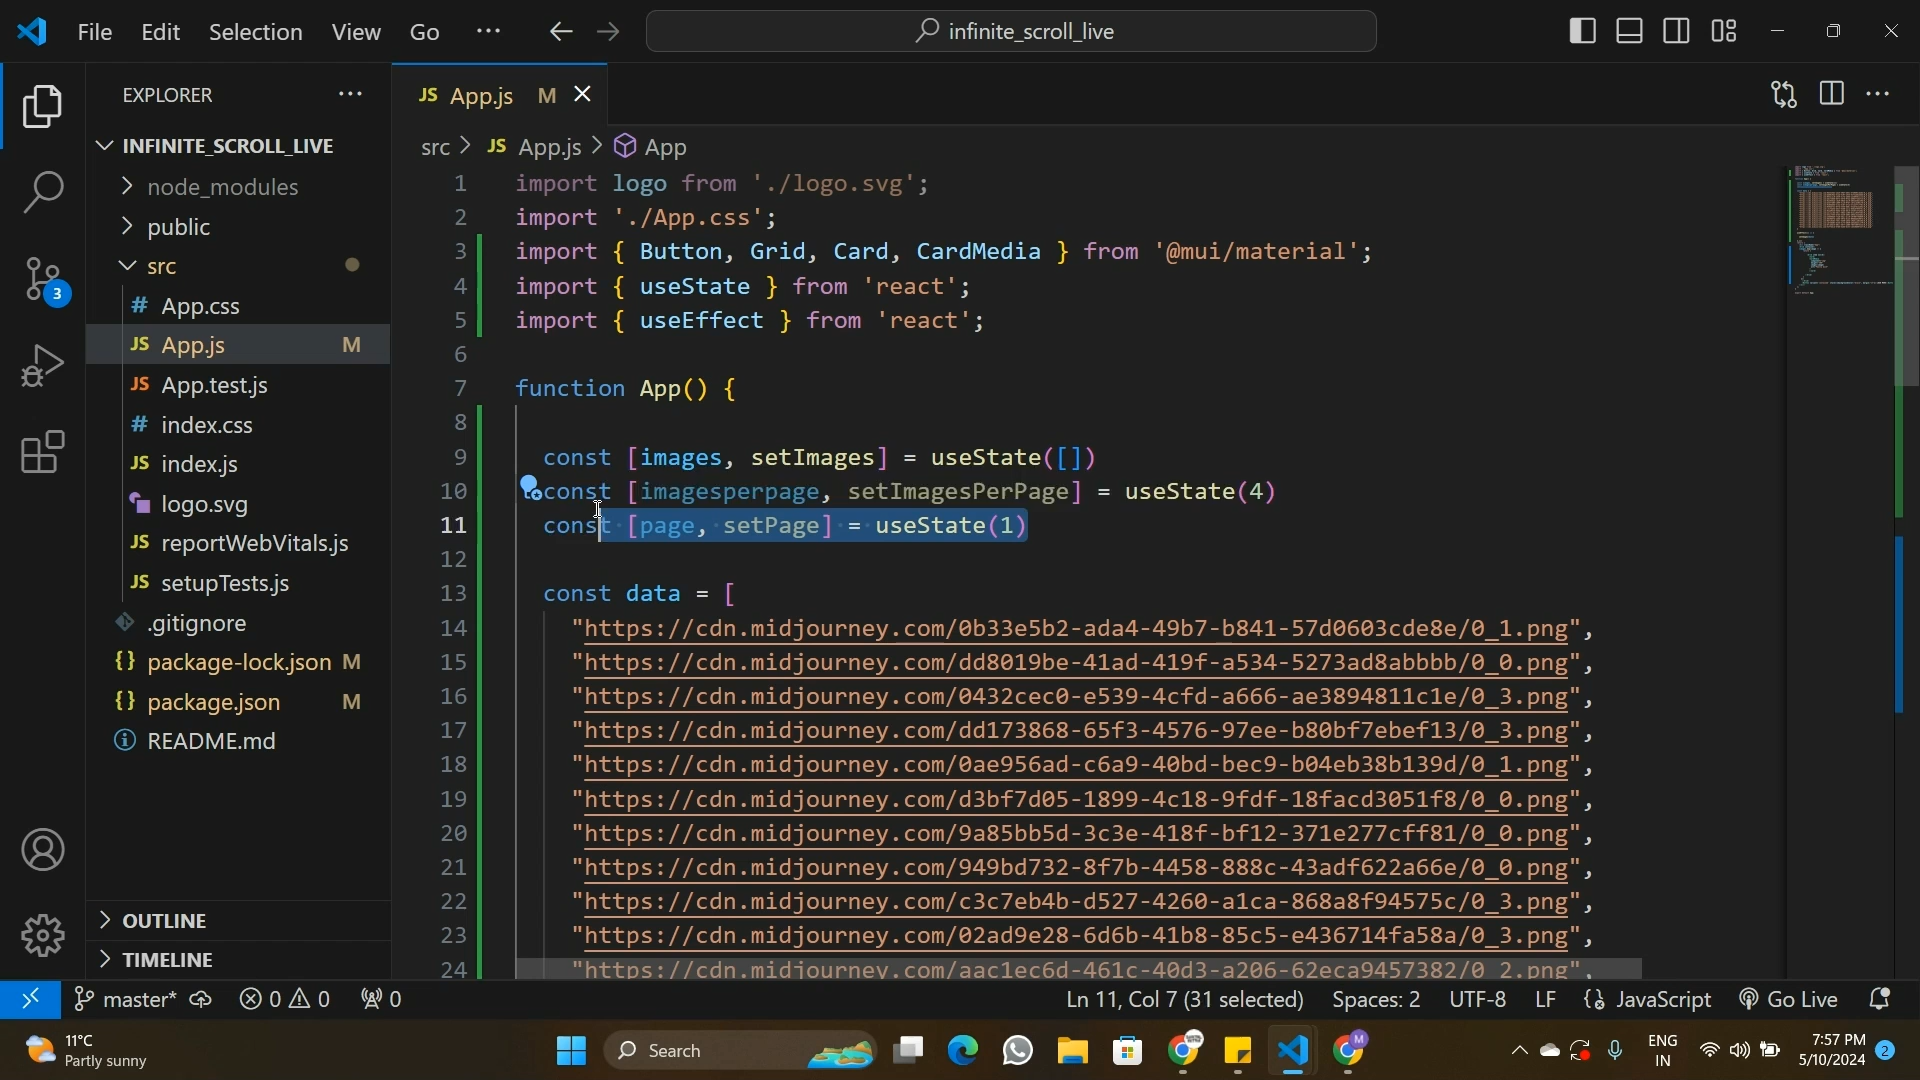 File Edit Selection View Go ··· infinite_scroll_live
EXPLORER ···
INFINITE_SCROLL_LIVE
node_modules
public
src
# App.css
JS App.js M
JS App.test.js
# index.css
JS index.js
logo.svg
JS reportWebVitals.js
JS setupTests.js
.gitignore
{} package-lock.json M
{} package.json M
README.md
OUTLINE
TIMELINE
3
JS App.js M
src > JS App.js > App
1 import logo from './logo.svg';
2 import './App.css';
3 import { Button, Grid, Card, CardMedia } from '@mui/material';
4 import { useState } from 'react';
5 import { useEffect } from 'react';
6
7 function App() {
8
9 const [images, setImages] = useState([])
10 const [imagesperpage, setImagesPerPage] = useState(4)
11 const [page, setPage] = useState(1)
12
13 const data = [
14 "https://cdn.midjourney.com/0b33e5b2-ada4-49b7-b841-57d0603cde8e/0_1.png",
15 "https://cdn.midjourney.com/dd8019be-41ad-419f-a534-5273ad8abbbb/0_0.png",
16 "https://cdn.midjourney.com/0432cec0-e539-4cfd-a666-ae3894811c1e/0_3.png",
17 "https://cdn.midjourney.com/dd173868-65f3-4576-97ee-b80bf7ebef13/0_3.png",
18 "https://cdn.midjourney.com/0ae956ad-c6a9-40bd-bec9-b04eb38b139d/0_1.png",
19 "https://cdn.midjourney.com/d3bf7d05-1899-4c18-9fdf-18facd3051f8/0_0.png",
20 "https://cdn.midjourney.com/9a85bb5d-3c3e-418f-bf12-371e277cff81/0_0.png",
21 "https://cdn.midjourney.com/949bd732-8f7b-4458-888c-43adf622a66e/0_0.png",
22 "https://cdn.midjourney.com/c3c7eb4b-d527-4260-a1ca-868a8f94575c/0_3.png",
23 "https://cdn.midjourney.com/02ad9e28-6d6b-41b8-85c5-e436714fa58a/0_3.png",
24 "https://cdn.midjourney.com/aac1ec6d-461c-40d3-a206-62eca9457382/0_2.png",
master* 0 0 0 Ln 11, Col 7 (31 selected) Spaces: 2 UTF-8 LF JavaScript Go Live
11°C
Partly sunny
Search
ENG
IN
7:57 PM
5/10/2024
2